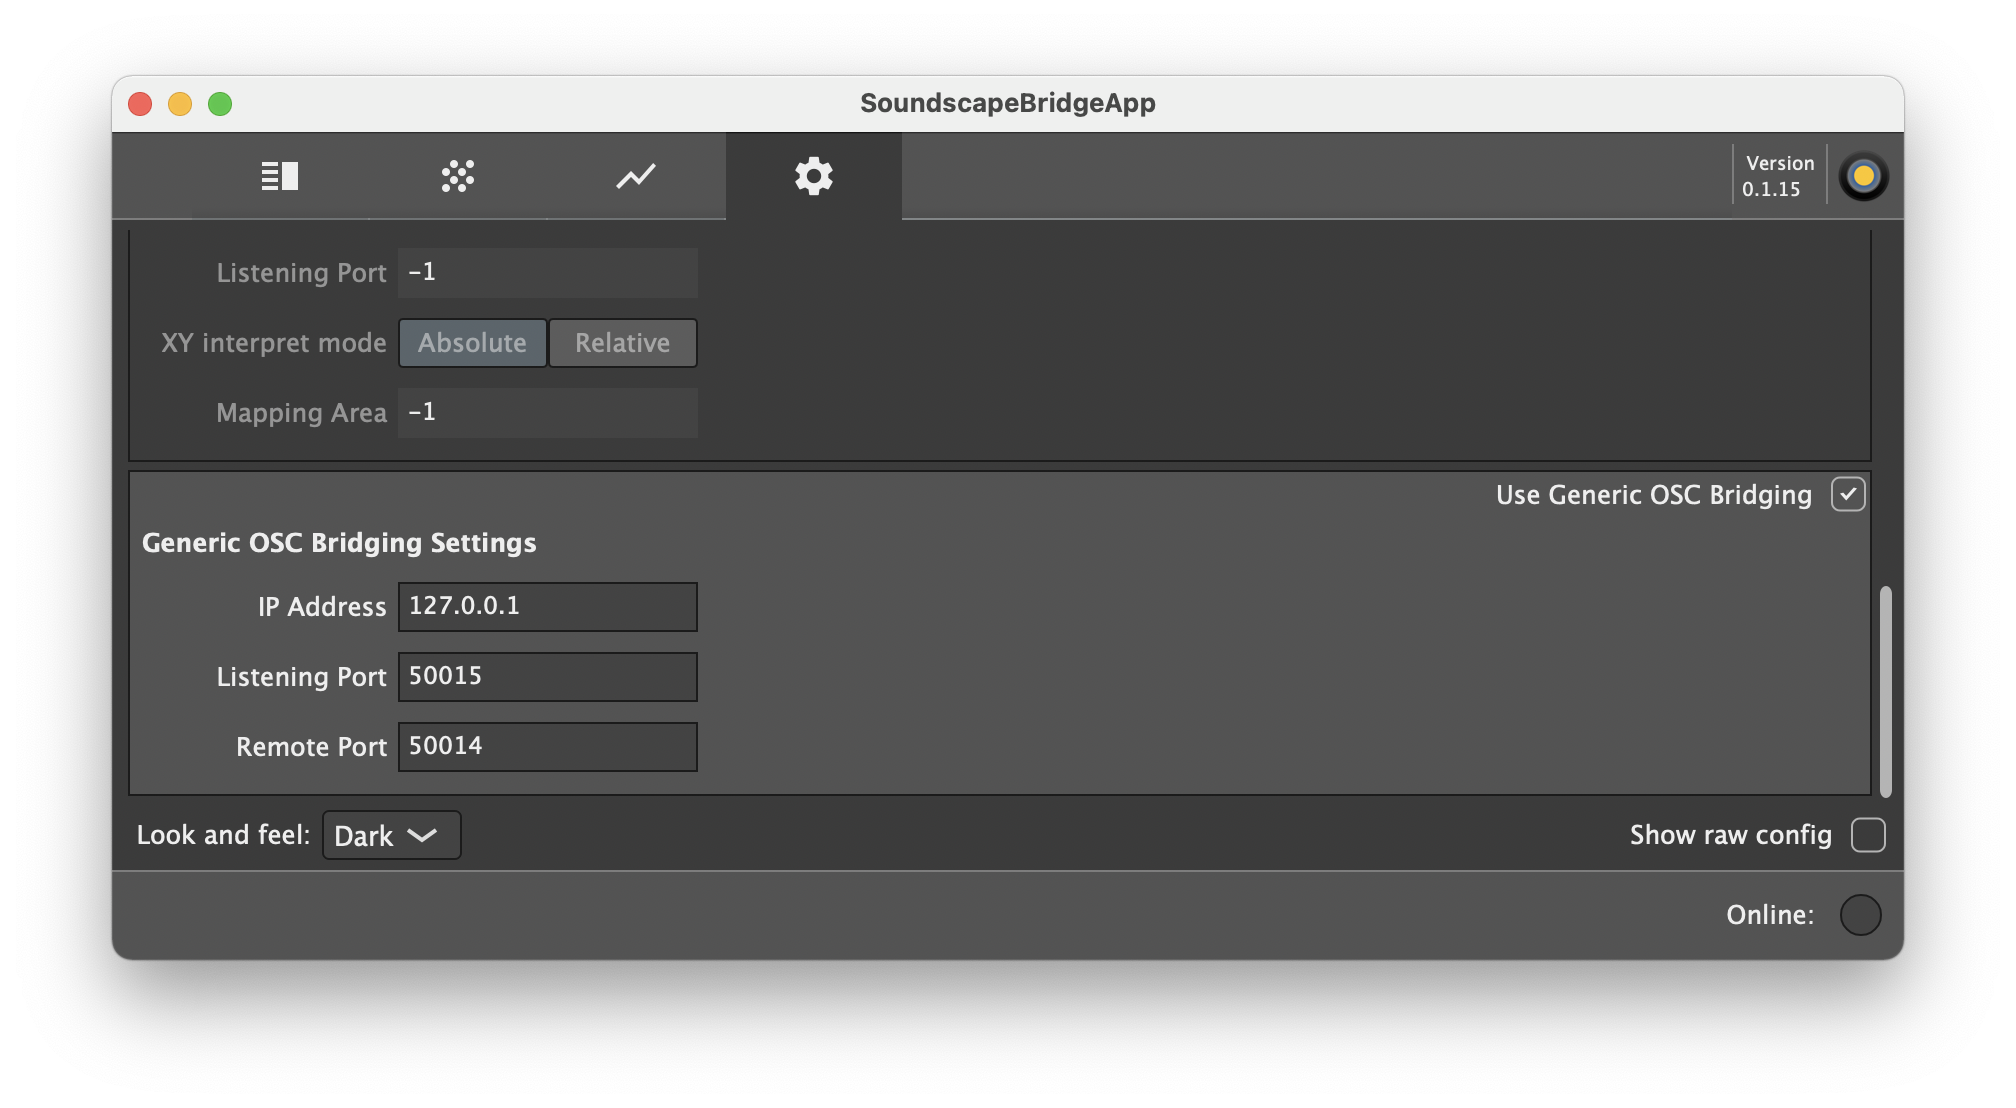 SoundscapeBridgeApp
Version
0.1.15
Listening Port -1
XY interpret mode Absolute Relative
Mapping Area -1
Use Generic OSC Bridging
Generic OSC Bridging Settings
IP Address 127.0.0.1
Listening Port 50015
Remote Port 50014
Look and feel: Dark Show raw config
Online: